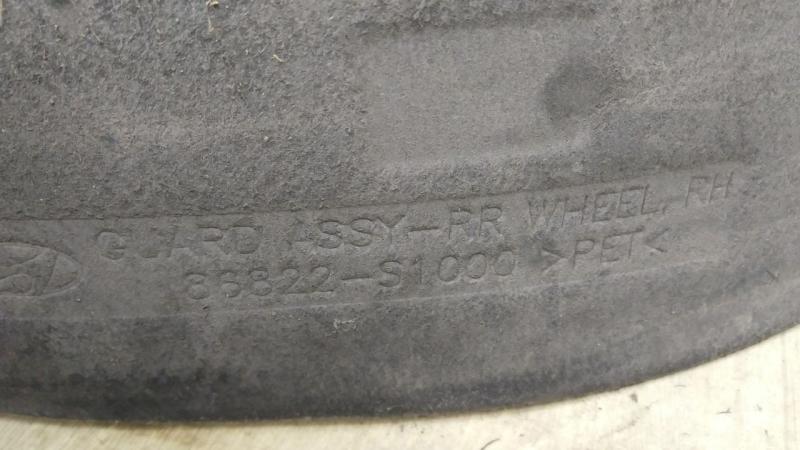 GUARD ASSY-RR WHEEL, RH
86822-S1000 >PET<